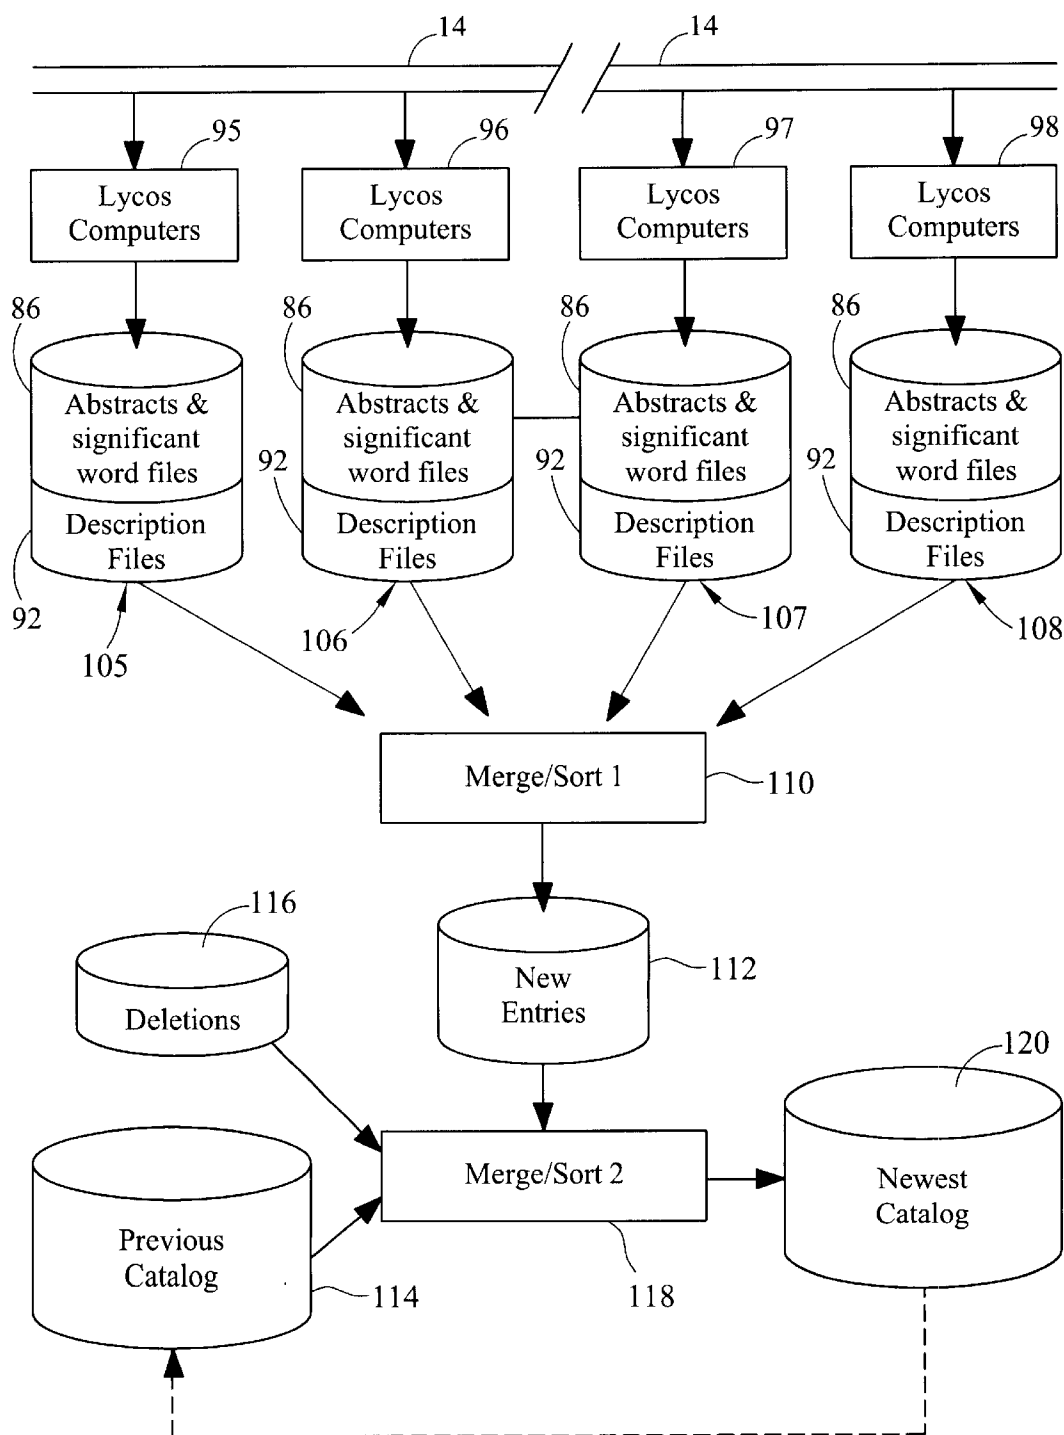 14
14
95
96
97
98
Lycos
Computers
Lycos
Computers
Lycos
Computers
Lycos
Computers
86
86
86
86
Abstracts &
significant
word files
Abstracts &
significant
word files
Abstracts &
significant
word files
Abstracts &
significant
word files
92
92
92
Description
Files
Description
Files
Description
Files
Description
Files
92
105
106
107
108
Merge/Sort 1
110
116
Deletions
New
Entries
112
120
Merge/Sort 2
Newest
Catalog
Previous
Catalog
114
118